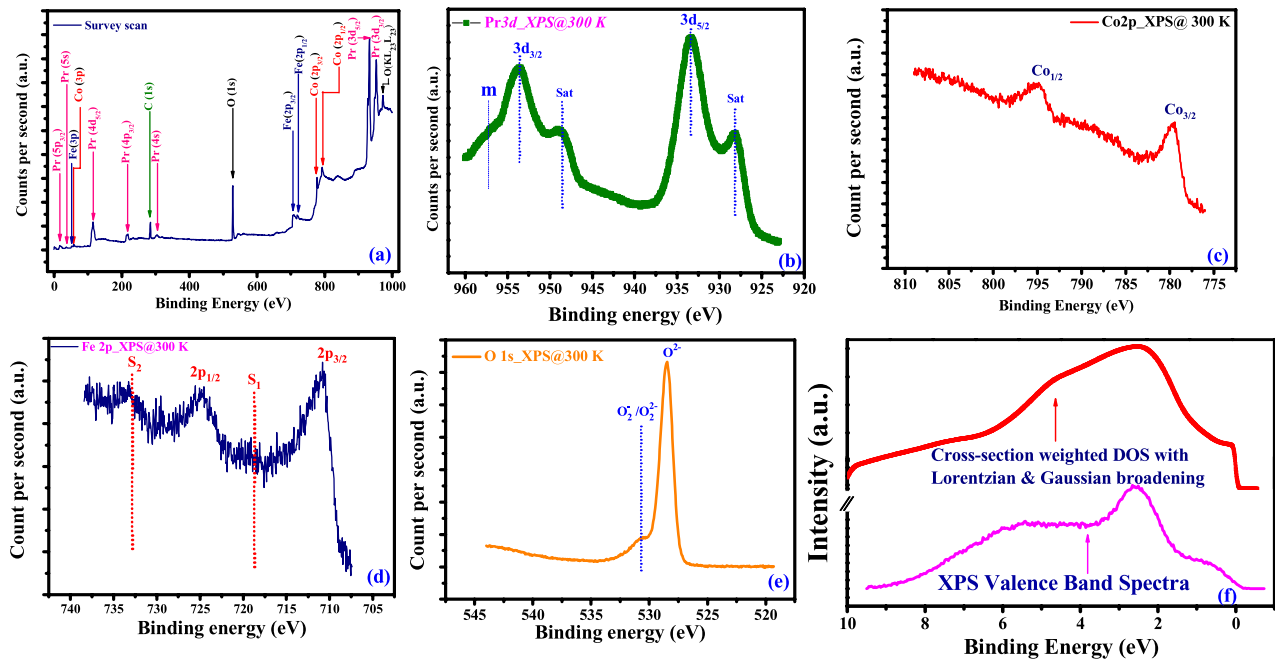 Survey scan
Counts per second (a.u.)
Pr (5p3/2)
Pr (5s)
Fe(3p)
Co (3p)
Pr (4d5/2)
Pr (4p3/2)
C (1s)
Pr (4s)
O (1s)
Fe(2p3/2)
Fe(2p1/2)
Co (2p3/2)
Co (2p1/2)
Pr (3d5/2)
Pr (3d3/2)
O(KL23L23)
(a)
0 200 400 600 800 1000
Binding Energy (eV)
Pr3d_XPS@300 K
Counts per second (a.u.)
m
3d3/2
Sat
3d5/2
Sat
(b)
960 955 950 945 940 935 930 925 920
Binding energy (eV)
Co2p_XPS@ 300 K
Count per second (a.u.)
Co1/2
Co3/2
(c)
810 805 800 795 790 785 780 775
Binding Energy (eV)
Fe 2p_XPS@300 K
Count per second (a.u.)
S2
2p1/2
S1
2p3/2
(d)
740 735 730 725 720 715 710 705
Binding energy (eV)
O 1s_XPS@300 K
Count per second (a.u.)
O2-
O2-/O22-
(e)
545 540 535 530 525 520
Binding energy (eV)
Intensity (a.u.)
Cross-section weighted DOS with
Lorentzian & Gaussian broadening
XPS Valence Band Spectra
(f)
10 8 6 4 2 0
Binding Energy (eV)